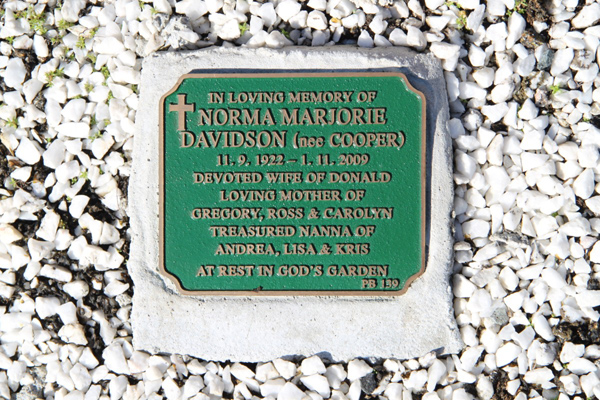 IN LOVING MEMORY OF
NORMA MARJORIE
DAVIDSON (nee COOPER)
11. 9. 1922 – 1. 11. 2009
DEVOTED WIFE OF DONALD
LOVING MOTHER OF
GREGORY, ROSS & CAROLYN
TREASURED NANNA OF
ANDREA, LISA & KRIS
AT REST IN GOD'S GARDEN
PB 159